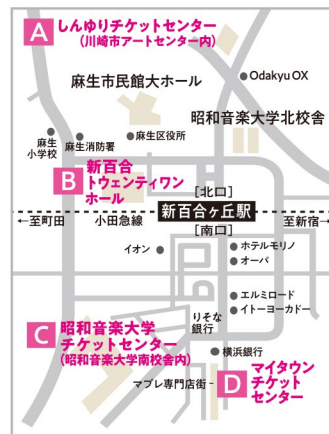 A しんゆりチケットセンター
(川崎市アートセンター内)
麻生市民館大ホール
Odakyu OX
昭和音楽大学北校舎
麻生
小学校
麻生消防署
麻生区役所
B 新百合
トウェンティワン
ホール
[北口]
新百合ヶ丘駅
[南口]
←至町田
小田急線
至新宿→
イオン
ホテルモリノ
オーパ
エルミロード
イトーヨーカドー
りそな
銀行
C 昭和音楽大学
チケットセンター
(昭和音楽大学南校舎内)
横浜銀行
マプレ専門店街
D マイタウン
チケット
センター